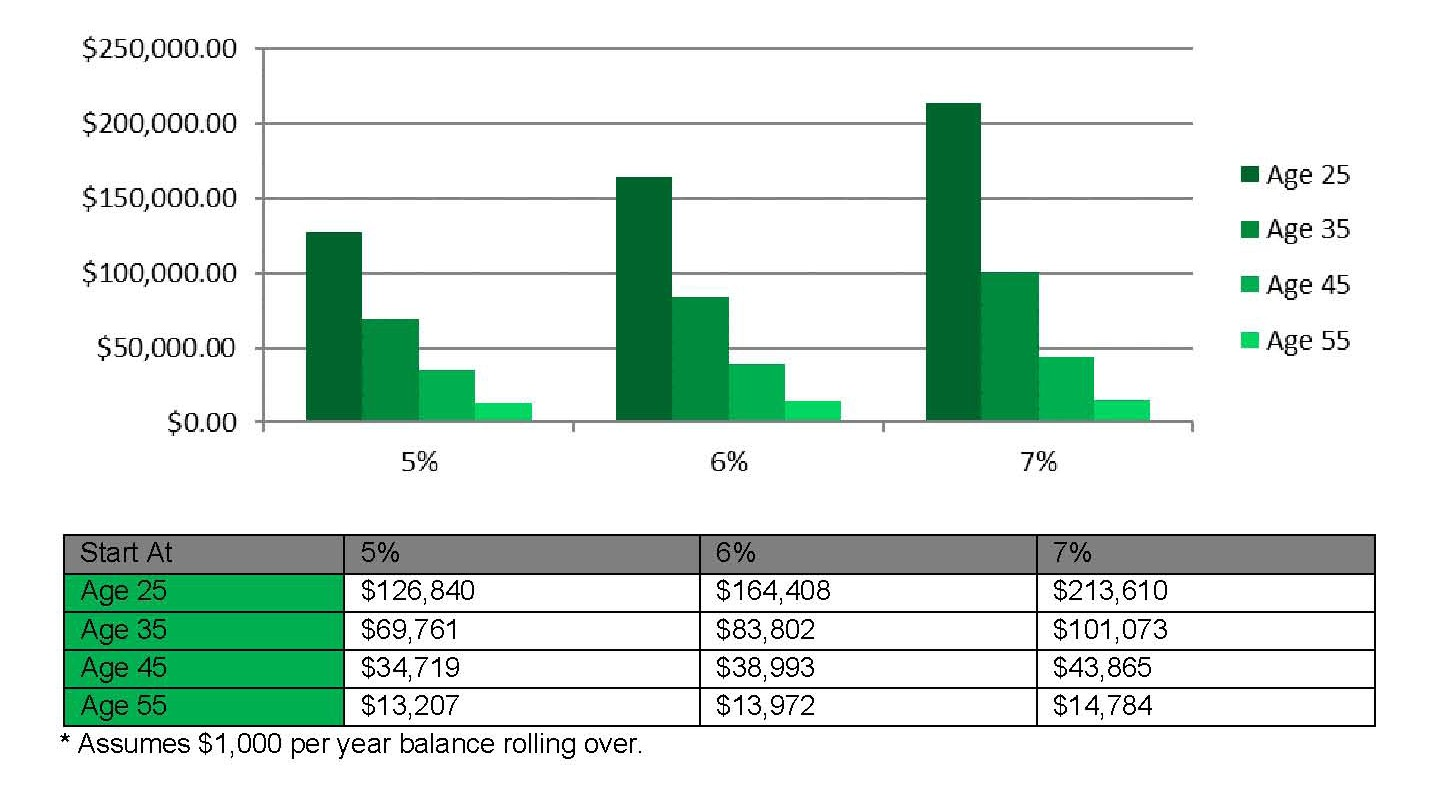 $250,000.00
$200,000.00
$150,000.00
$100,000.00
$50,000.00
$0.00
5% 6% 7%
Age 25
Age 35
Age 45
Age 55
Start At 5% 6% 7%
Age 25 $126,840 $164,408 $213,610
Age 35 $69,761 $83,802 $101,073
Age 45 $34,719 $38,993 $43,865
Age 55 $13,207 $13,972 $14,784
* Assumes $1,000 per year balance rolling over.